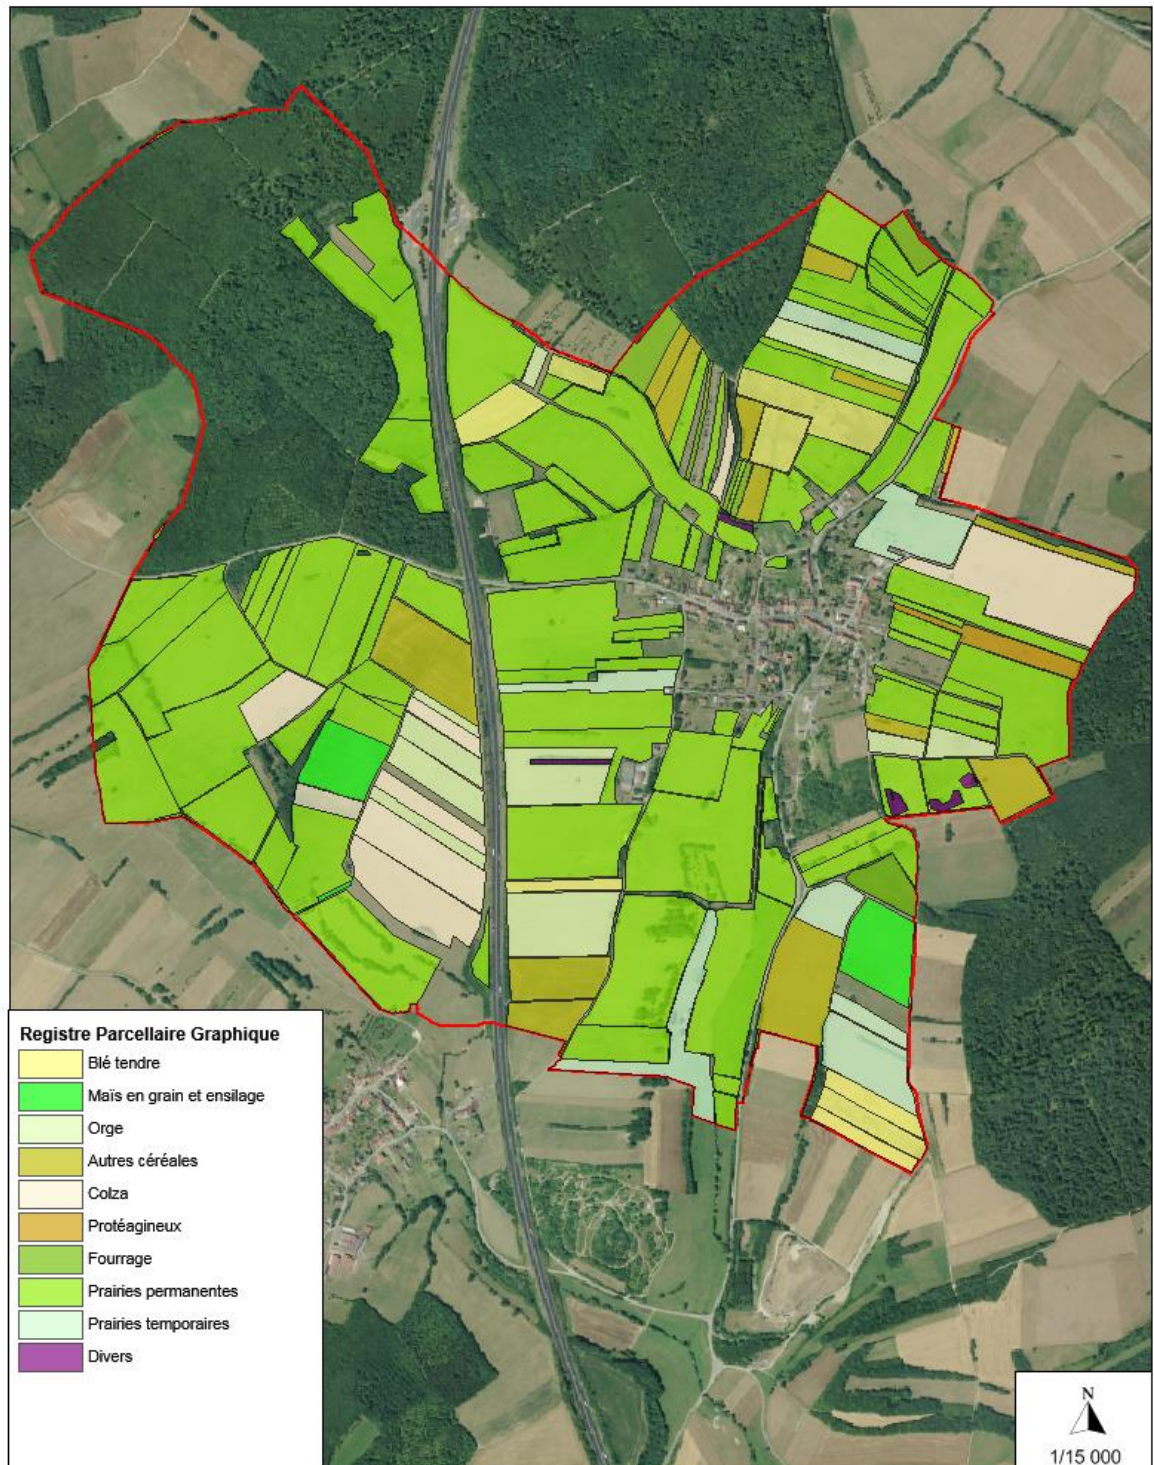 Registre Parcellaire Graphique
Blé tendre
Maïs en grain et ensilage
Orge
Autres céréales
Colza
Protéagineux
Fourrage
Prairies permanentes
Prairies temporaires
Divers
N
1/15 000